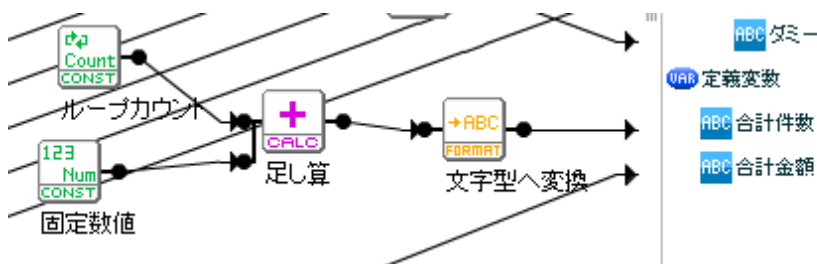 ABC ダミー
Count
CONST
ループカウント
VAR 定義変数
+
CALC
足し算
→ABC
FORMAT
文字型へ変換
ABC 合計件数
123
Num
CONST
固定数値
ABC 合計金額